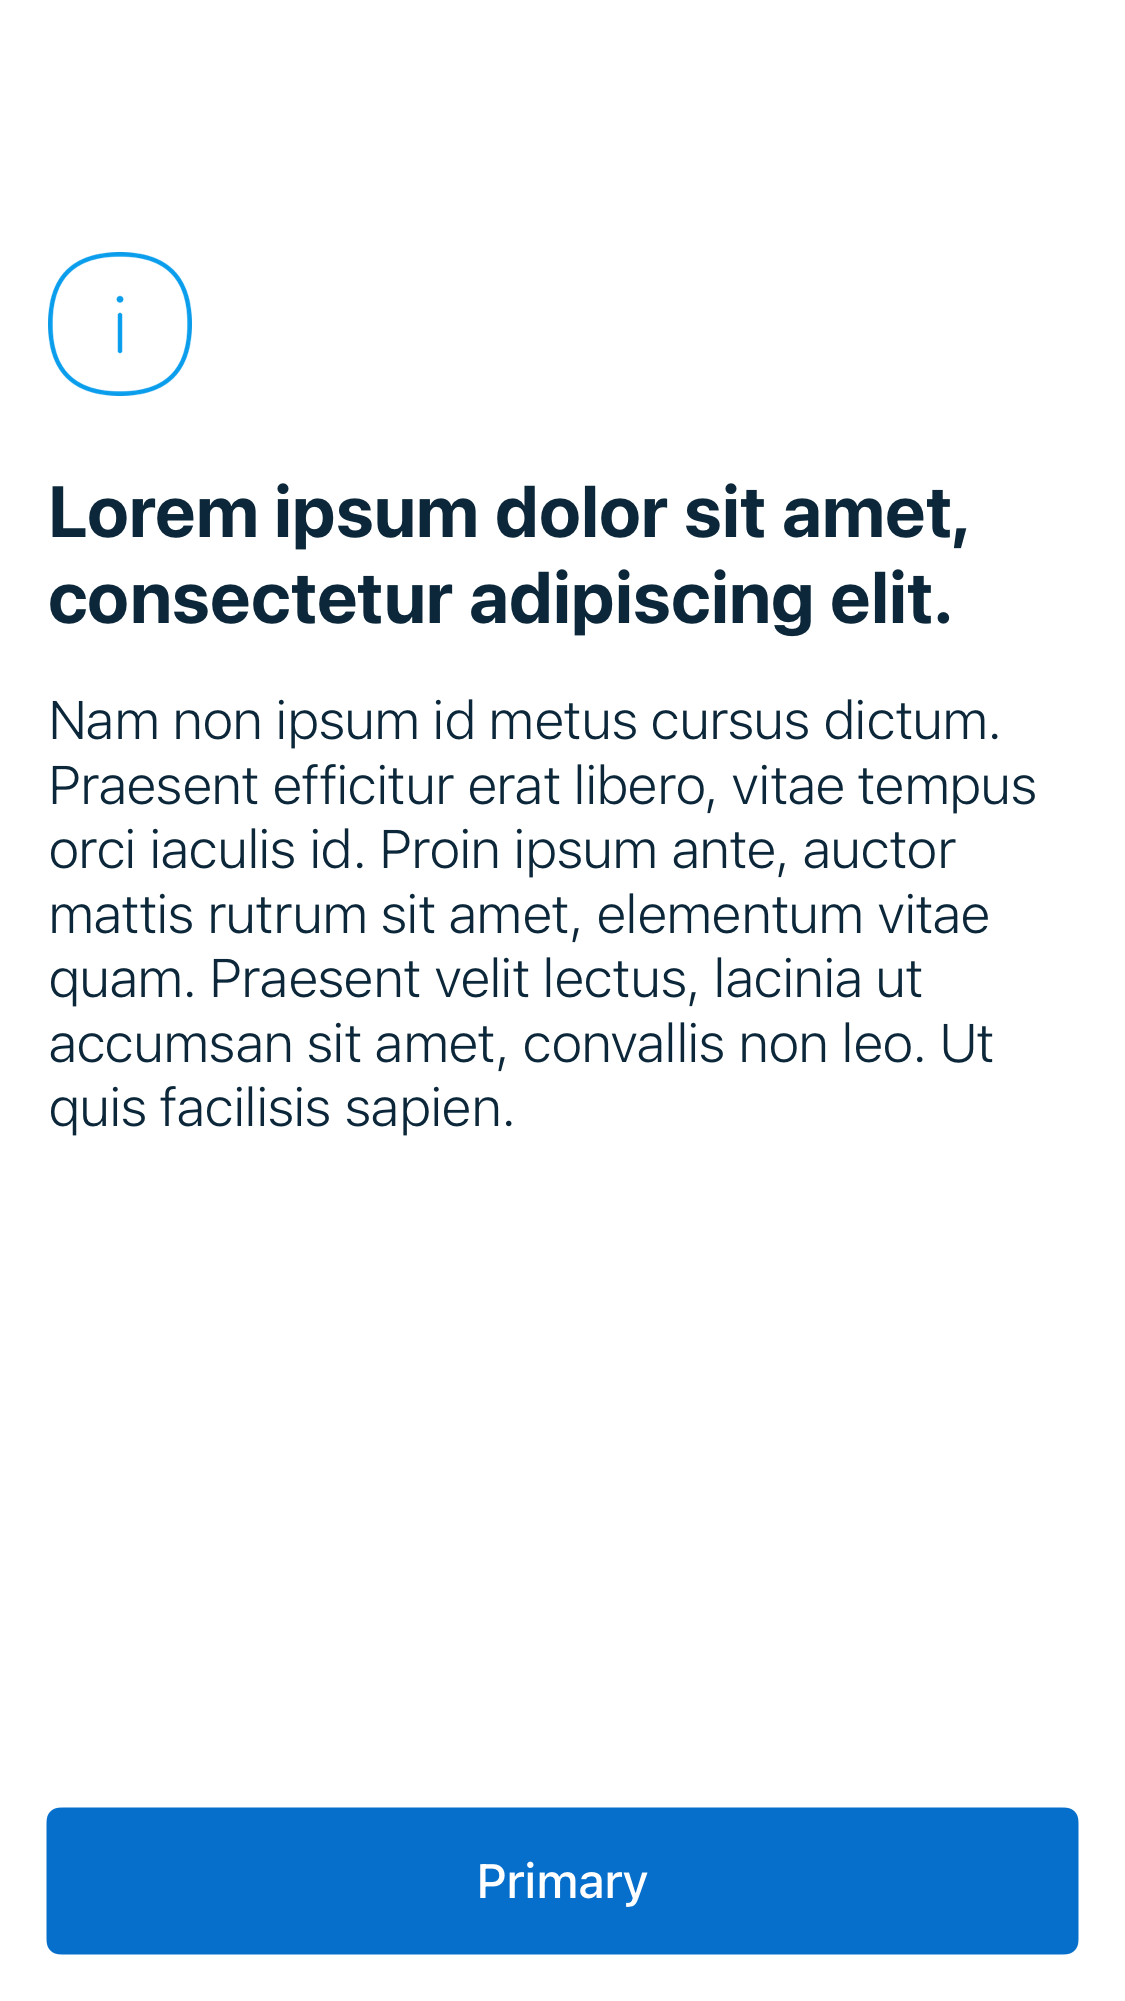 Lorem ipsum dolor sit amet,
consectetur adipiscing elit.
Nam non ipsum id metus cursus dictum.
Praesent efficitur erat libero, vitae tempus
orci iaculis id. Proin ipsum ante, auctor
mattis rutrum sit amet, elementum vitae
quam. Praesent velit lectus, lacinia ut
accumsan sit amet, convallis non leo. Ut
quis facilisis sapien.
Primary